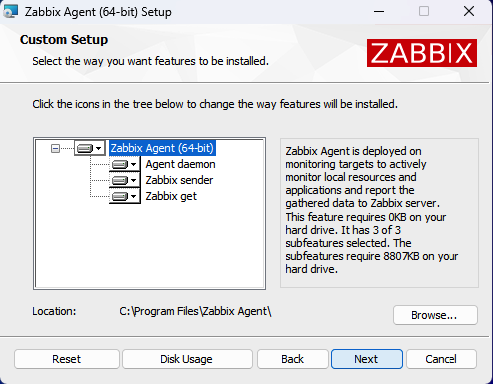 Zabbix Agent (64-bit) Setup
Custom Setup
Select the way you want features to be installed.
ZABBIX
Click the icons in the tree below to change the way features will be installed.
Zabbix Agent (64-bit)
Agent daemon
Zabbix sender
Zabbix get
Zabbix Agent is deployed on
monitoring targets to actively
monitor local resources and
applications and report the
gathered data to Zabbix server.
This feature requires 0KB on your
hard drive. It has 3 of 3
subfeatures selected. The
subfeatures require 8807KB on your
hard drive.
Location: C:\Program Files\Zabbix Agent\
Browse...
Reset Disk Usage Back Next Cancel